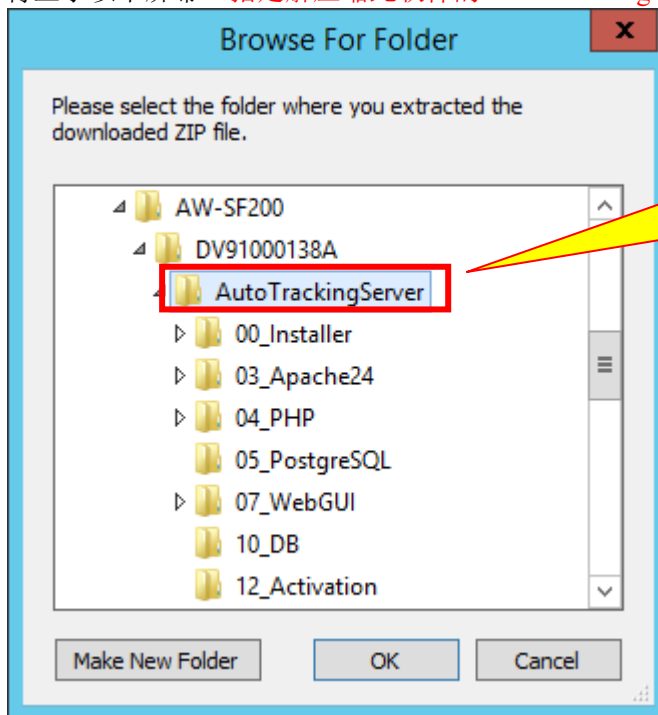 Browse For Folder
Please select the folder where you extracted the
downloaded ZIP file.
AW-SF200
DV91000138A
AutoTrackingServer
00_Installer
03_Apache24
04_PHP
05_PostgreSQL
07_WebGUI
10_DB
12_Activation
Make New Folder
OK
Cancel